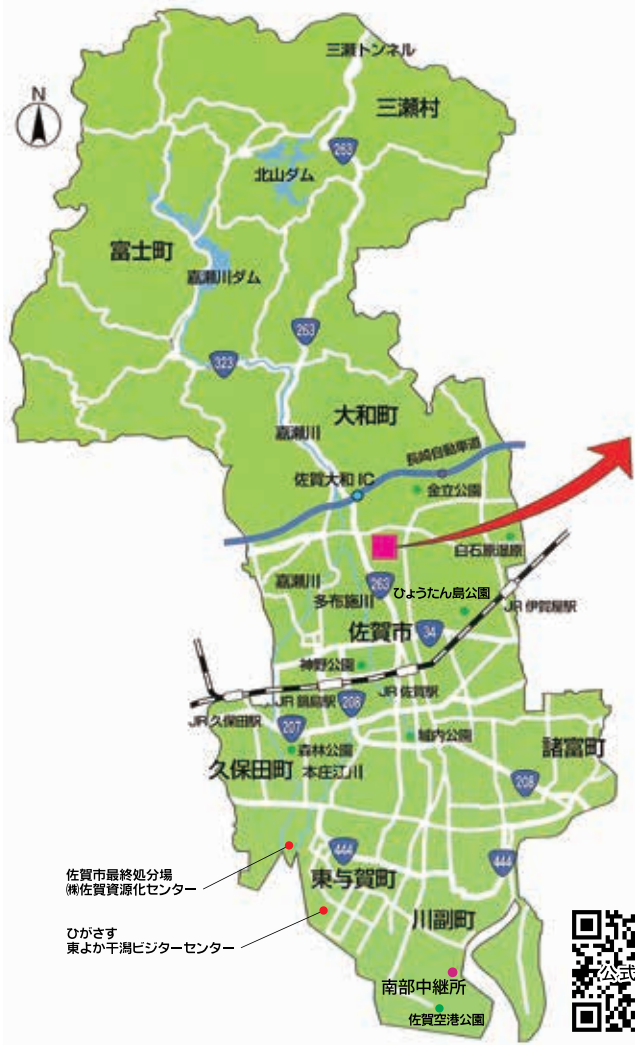 三瀬トンネル
N
三瀬村
263
北山ダム
富士町
嘉瀬川ダム
263
323
大和町
嘉瀬川
長崎自動車道
佐賀大和IC
金立公園
白石原湿原
嘉瀬川
263
ひょうたん島公園
多布施川
JR 伊賀屋駅
佐賀市
34
神野公園
JR 佐賀駅
JR 鍋島駅
208
JR 久保田駅
207
城内公園
諸富町
森林公園
久保田町
本庄江川
208
444
444
佐賀市最終処分場
㈱佐賀資源化センター
東与賀町
川副町
ひがさす
東よか干潟ビジターセンター
公式
南部中継所
佐賀空港公園